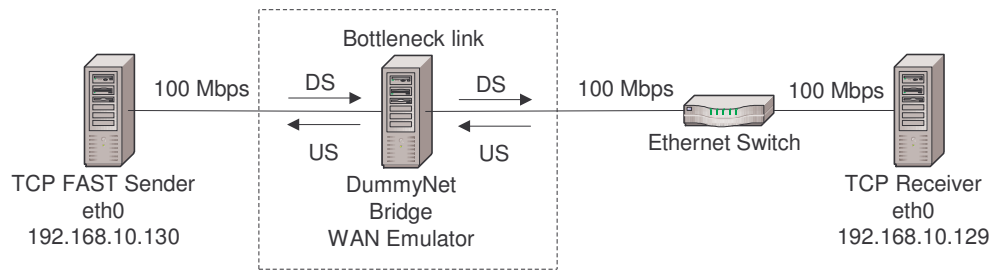 Bottleneck link
100 Mbps
DS
DS
100 Mbps
100 Mbps
US
US
Ethernet Switch
TCP FAST Sender
eth0
192.168.10.130
DummyNet
Bridge
WAN Emulator
TCP Receiver
eth0
192.168.10.129